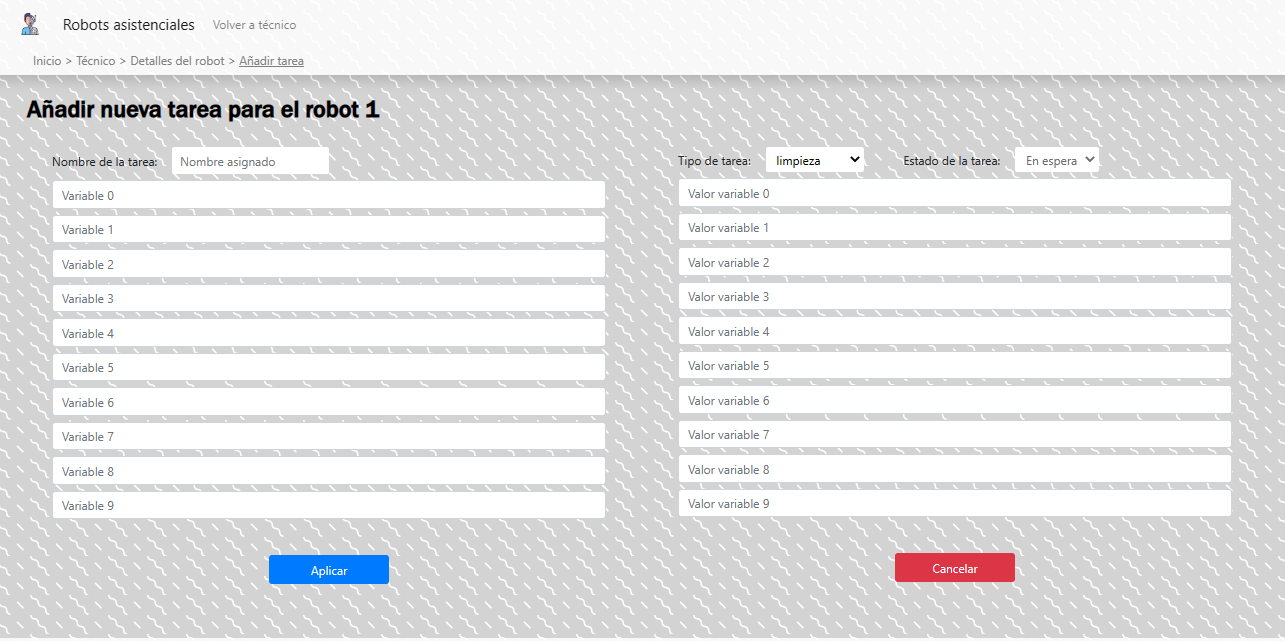 Robots asistenciales Volver a técnico
Inicio > Técnico > Detalles del robot > Añadir tarea
Añadir nueva tarea para el robot 1
Nombre de la tarea: Nombre asignado Tipo de tarea: limpieza Estado de la tarea: En espera
Variable 0 Valor variable 0
Variable 1 Valor variable 1
Variable 2 Valor variable 2
Variable 3 Valor variable 3
Variable 4 Valor variable 4
Variable 5 Valor variable 5
Variable 6 Valor variable 6
Variable 7 Valor variable 7
Variable 8 Valor variable 8
Variable 9 Valor variable 9
Aplicar Cancelar